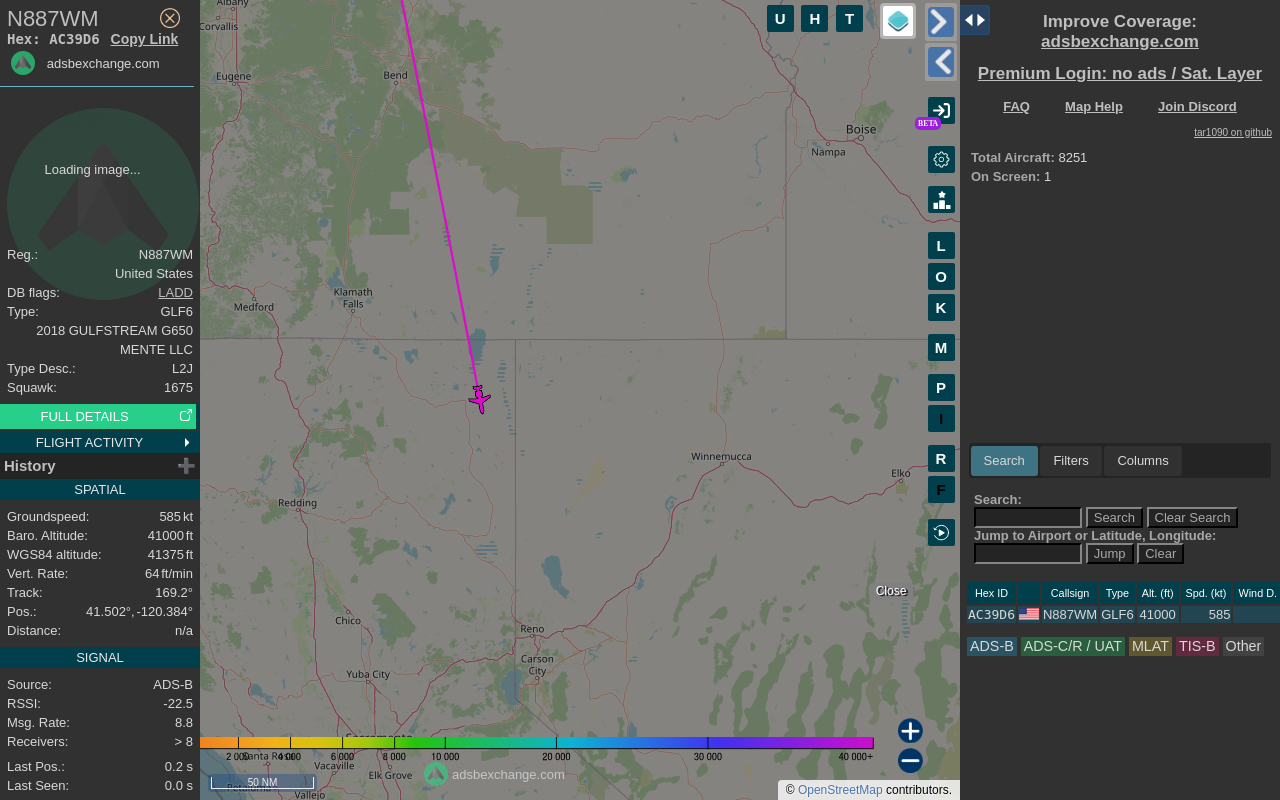 N887WM
Hex: AC39D6 Copy Link
adsbexchange.com
Loading image...
Reg.: N887WM
United States
DB flags: LADD
Type: GLF6
2018 GULFSTREAM G650
MENTE LLC
Type Desc.: L2J
Squawk: 1675
FULL DETAILS
FLIGHT ACTIVITY
History
SPATIAL
Groundspeed: 585 kt
Baro. Altitude: 41000 ft
WGS84 altitude: 41375 ft
Vert. Rate: 64 ft/min
Track: 169.2°
Pos.: 41.502°, -120.384°
Distance: n/a
SIGNAL
Source: ADS-B
RSSI: -22.5
Msg. Rate: 8.8
Receivers: > 8
Last Pos.: 0.2 s
Last Seen: 0.0 s
Albany
Corvallis
Eugene
Bend
Boise
Nampa
Medford
Klamath
Falls
Winnemucca
Elko
Redding
Chico
Reno
Carson
City
Yuba City
Sacramento
Santa Rosa
Vacaville
Elk Grove
Petaluma
Vallejo
2 000
4 000
6 000
8 000
10 000
20 000
30 000
40 000+
50 NM
adsbexchange.com
© OpenStreetMap contributors.
Close
U H T
BETA
L
O
K
M
P
I
R
F
Improve Coverage:
adsbexchange.com
Premium Login: no ads / Sat. Layer
FAQ Map Help Join Discord
tar1090 on github
Total Aircraft: 8251
On Screen: 1
Search Filters Columns
Search:
Search Clear Search
Jump to Airport or Latitude, Longitude:
Jump Clear
Hex ID Callsign Type Alt. (ft) Spd. (kt) Wind D.
AC39D6 N887WM GLF6 41000 585
ADS-B ADS-C/R / UAT MLAT TIS-B Other